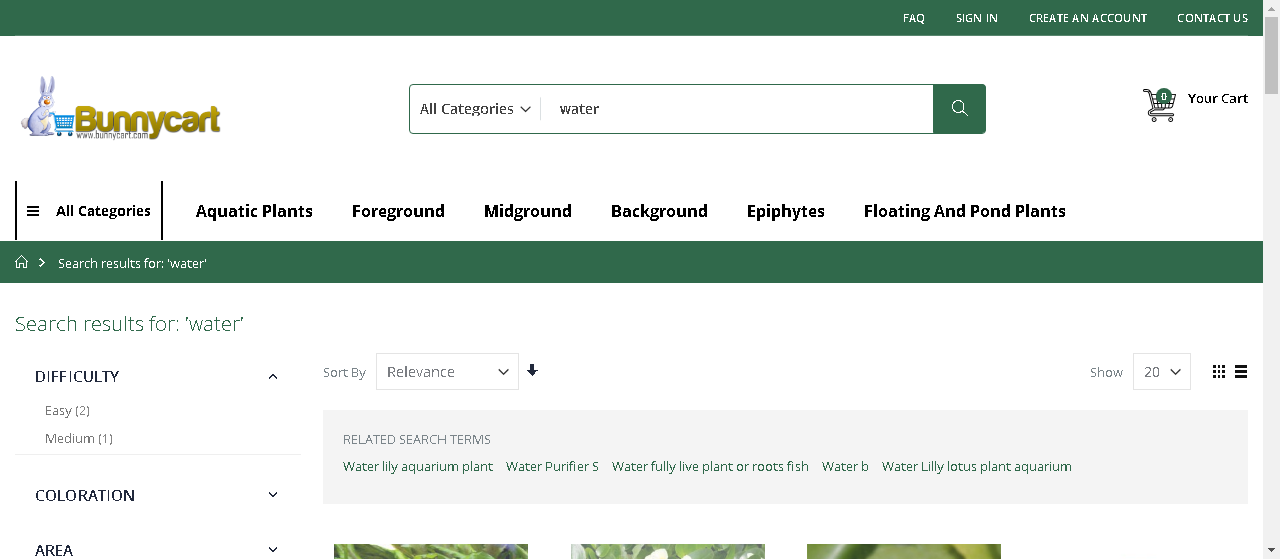 FAQ SIGN IN CREATE AN ACCOUNT CONTACT US
Bunnycart
www.bunnycart.com
All Categories water
0 Your Cart
All Categories Aquatic Plants Foreground Midground Background Epiphytes Floating And Pond Plants
Search results for: 'water'
Search results for: 'water'
DIFFICULTY
Sort By Relevance Show 20
Easy (2)
Medium (1)
RELATED SEARCH TERMS
Water lily aquarium plant Water Purifier S Water fully live plant or roots fish Water b Water Lilly lotus plant aquarium
COLORATION
AREA